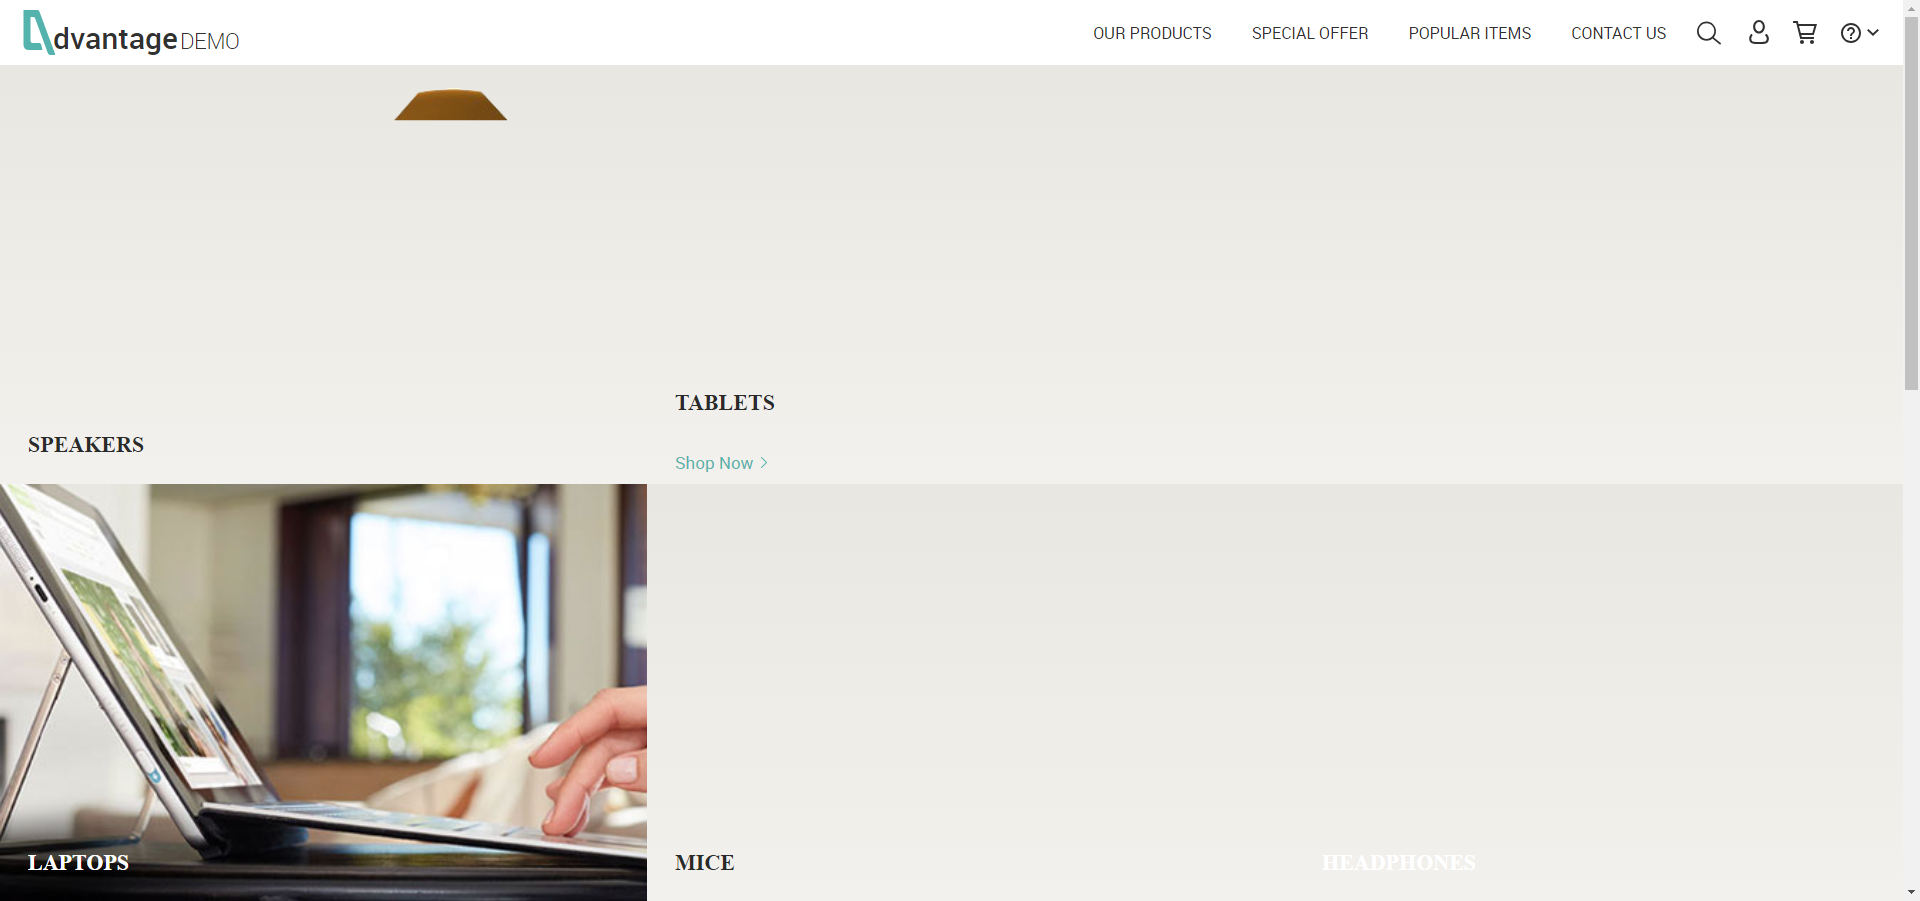 dvantage DEMO
OUR PRODUCTS
SPECIAL OFFER
POPULAR ITEMS
CONTACT US
TABLETS
SPEAKERS
Shop Now
LAPTOPS
MICE
HEADPHONES